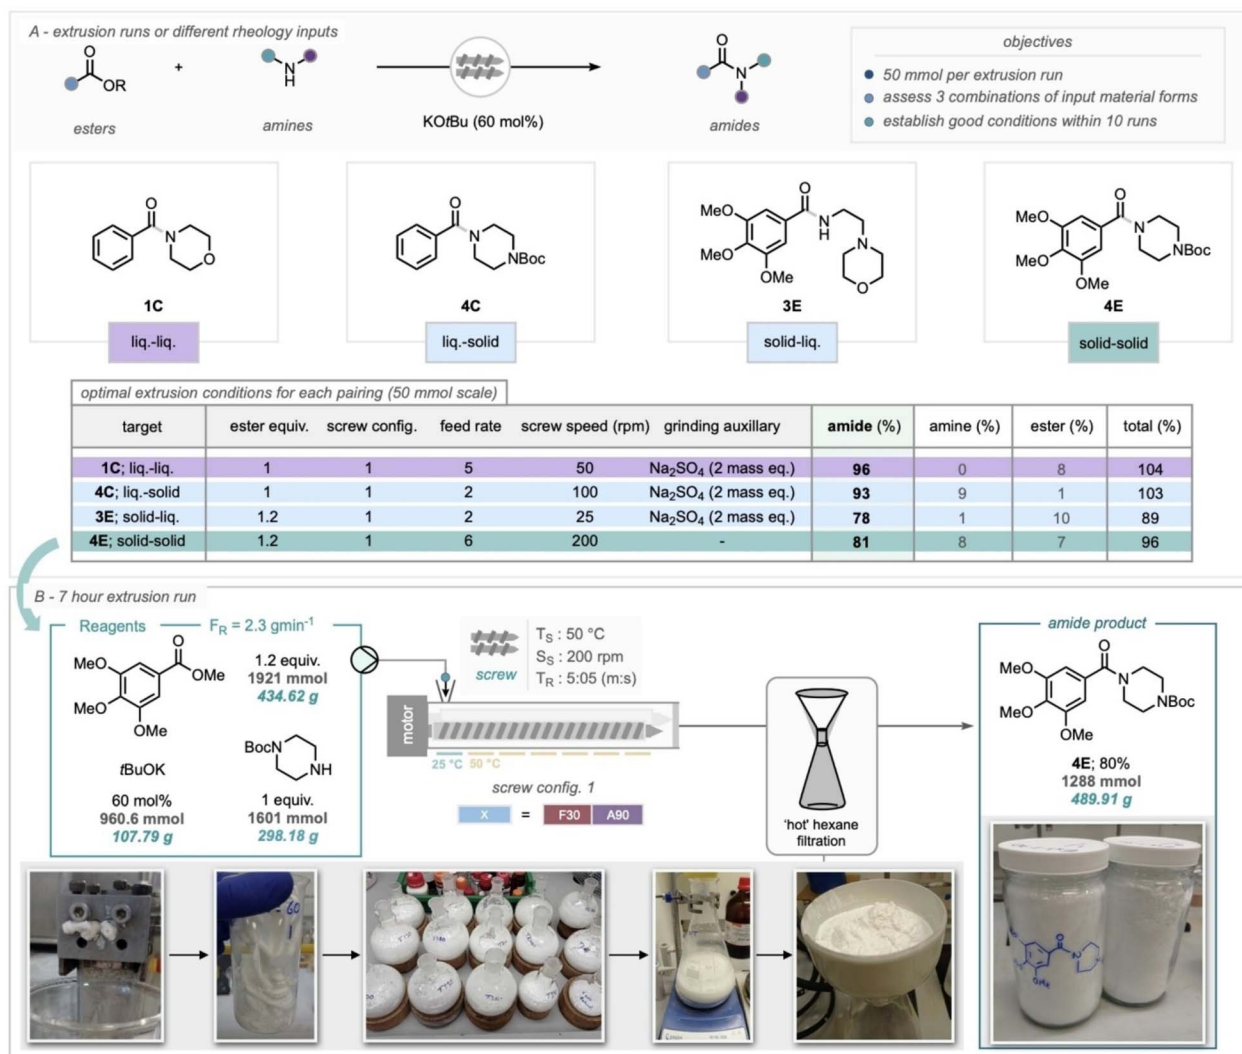 A - extrusion runs or different rheology inputs
O
OR
esters
+
N
H
amines
KOtBu (60 mol%)
O
N
amides
objectives
50 mmol per extrusion run
assess 3 combinations of input material forms
establish good conditions within 10 runs
O
N
O
1C
liq.-liq.
O
N
NBoc
4C
liq.-solid
MeO
MeO
OMe
O
N
H
N
O
3E
solid-liq.
MeO
MeO
OMe
O
N
NBoc
4E
solid-solid
optimal extrusion conditions for each pairing (50 mmol scale)
target ester equiv. screw config. feed rate screw speed (rpm) grinding auxillary amide (%) amine (%) ester (%) total (%)
1C; liq.-liq. 1 1 5 50 Na2SO4 (2 mass eq.) 96 0 8 104
4C; liq.-solid 1 1 2 100 Na2SO4 (2 mass eq.) 93 9 1 103
3E; solid-liq. 1.2 1 2 25 Na2SO4 (2 mass eq.) 78 1 10 89
4E; solid-solid 1.2 1 6 200 - 81 8 7 96
B - 7 hour extrusion run
Reagents FR = 2.3 gmin-1
MeO
MeO
OMe
O
OMe
1.2 equiv.
1921 mmol
434.62 g
tBuOK
60 mol%
960.6 mmol
107.79 g
BocN
NH
1 equiv.
1601 mmol
298.18 g
screw
TS : 50 °C
SS : 200 rpm
TR : 5:05 (m:s)
motor
25 °C 50 °C
screw config. 1
X = F30 A90
'hot' hexane
filtration
amide product
MeO
MeO
OMe
O
N
NBoc
4E; 80%
1288 mmol
489.91 g